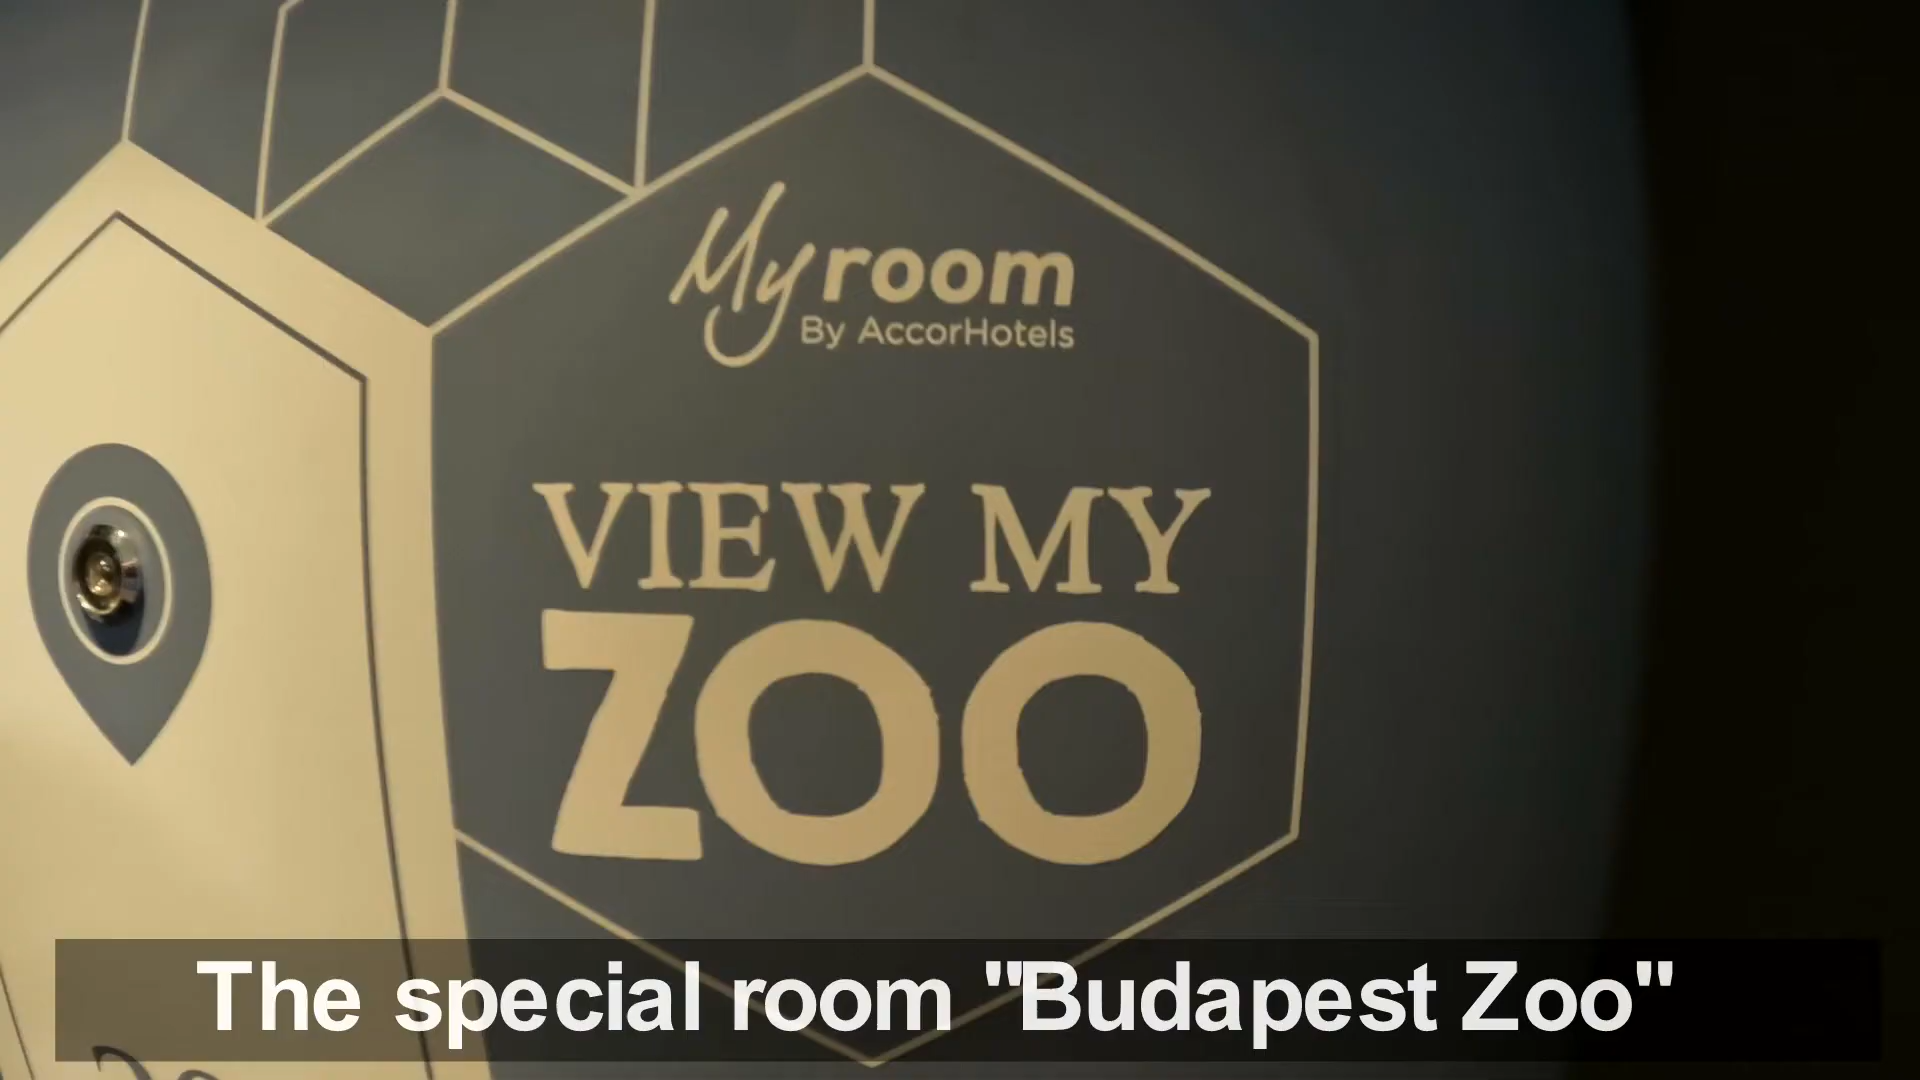 My room
By AccorHotels
VIEW MY
ZOO
The special room "Budapest Zoo"